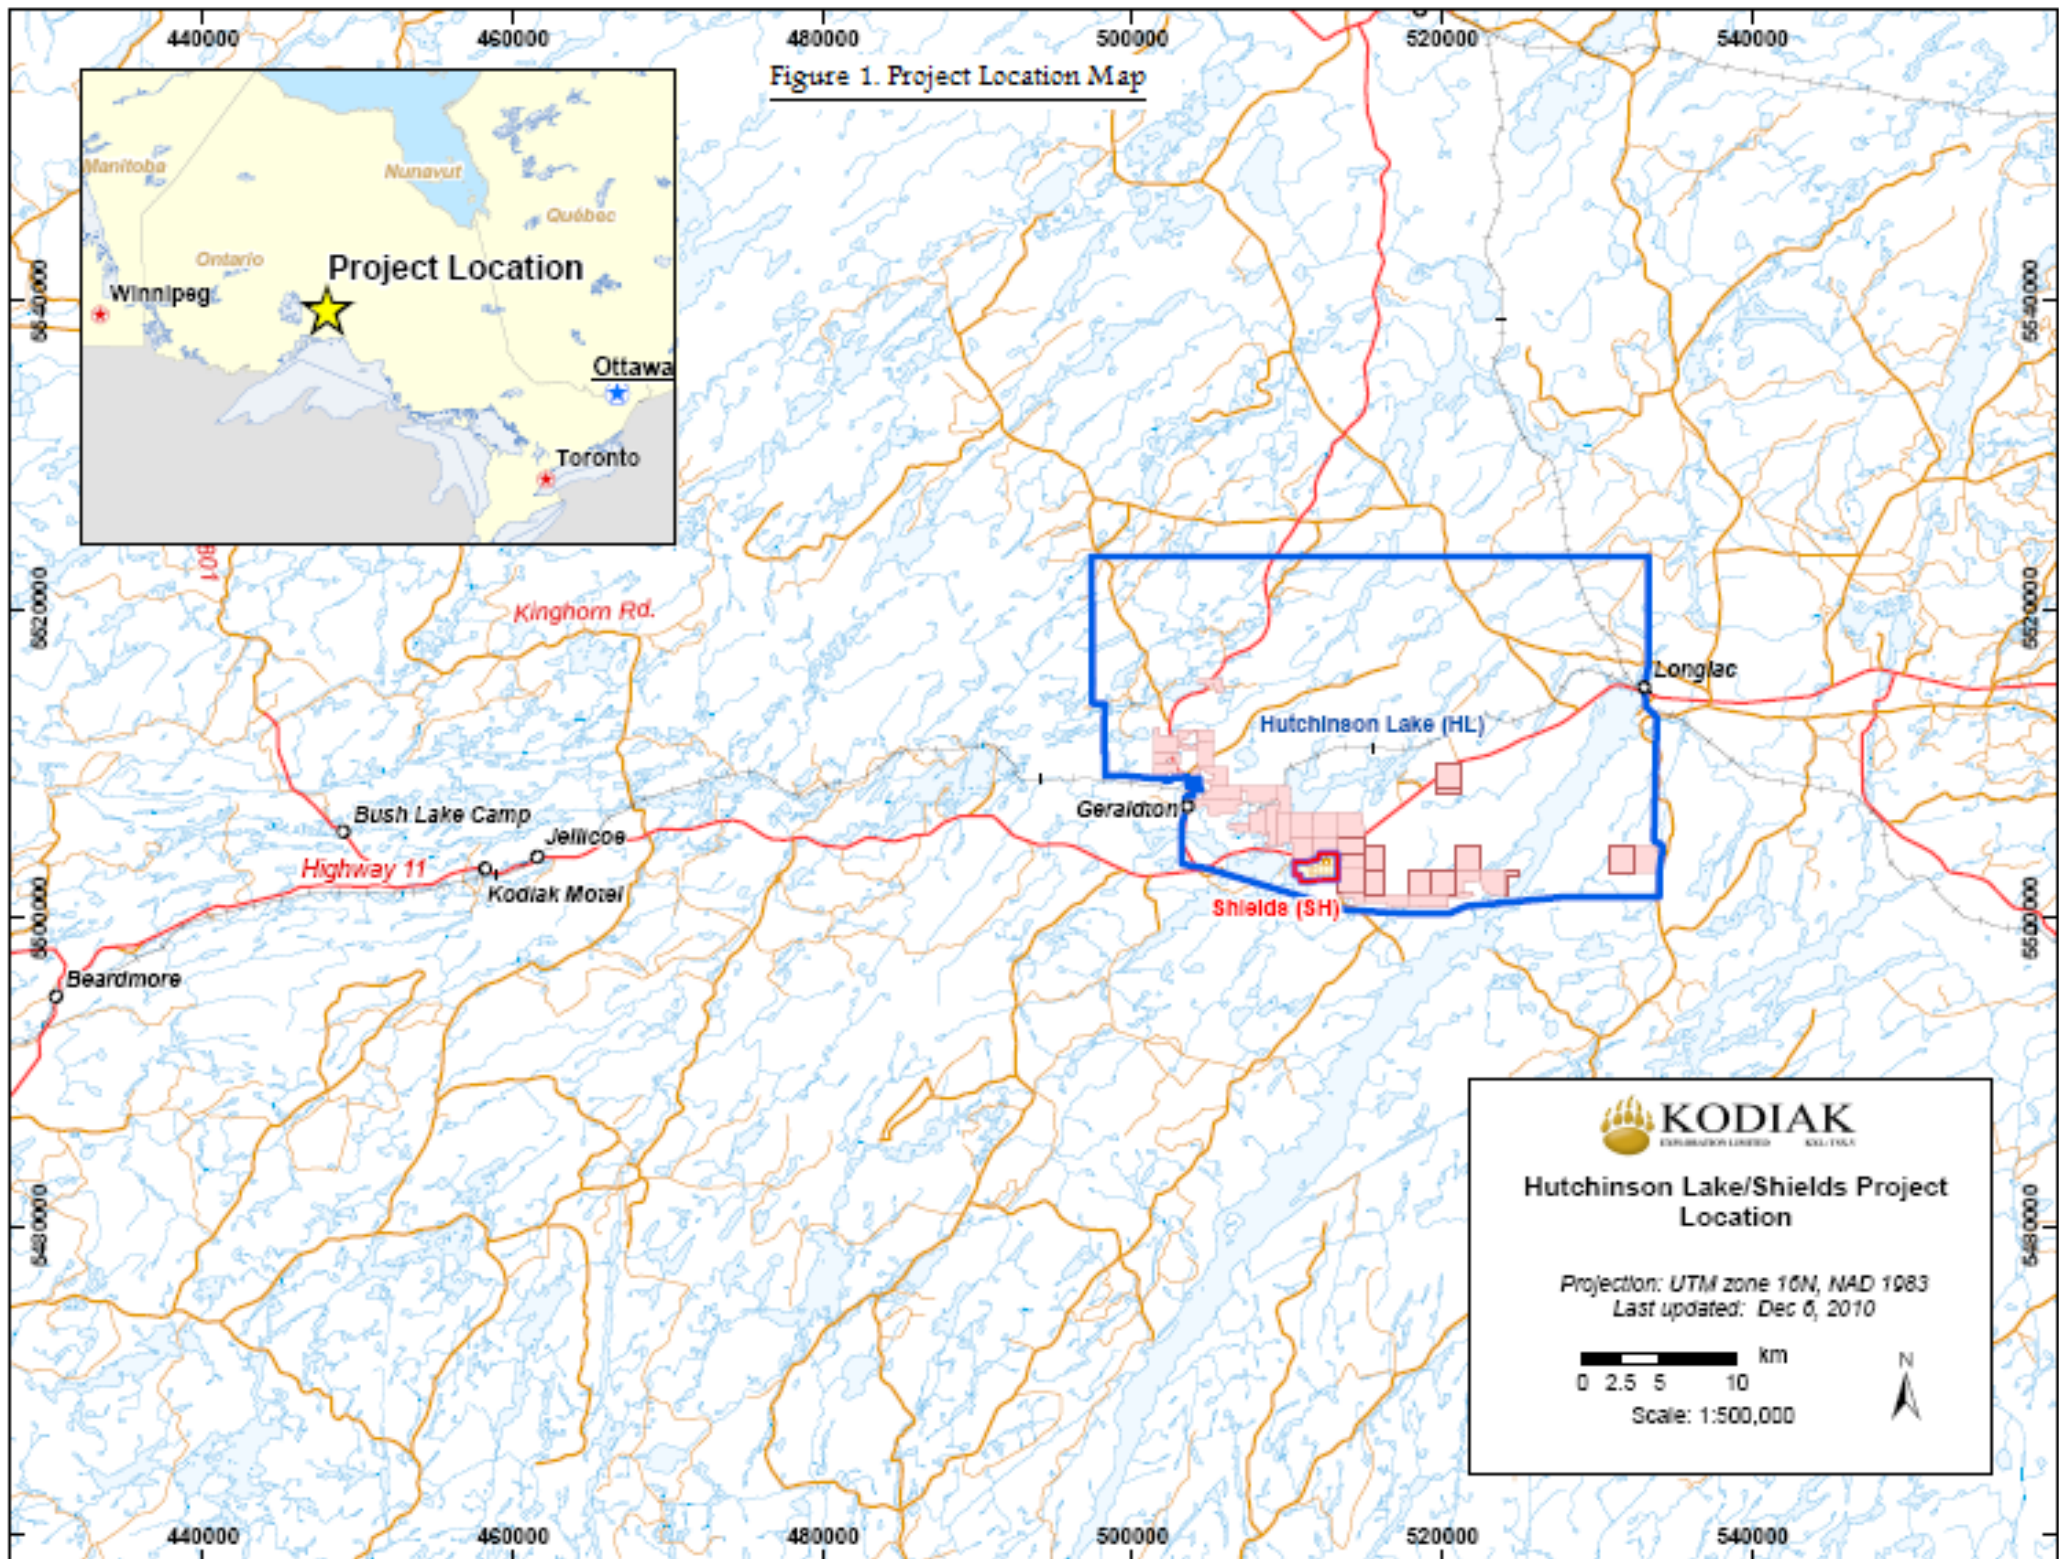 440000 460000 480000 500000 520000 540000
Figure 1. Project Location Map
Manitoba
Nunavut
Québec
Ontario
Project Location
Winnipeg
Ottawa
Toronto
5540000
5540000
801
Kinghorn Rd.
5520000
5520000
Longlac
Hutchinson Lake (HL)
Geraldton
Bush Lake Camp
Jellicoe
Highway 11
Kodiak Motel
Shields (SH)
5500000
5500000
Beardmore
KODIAK
EXPLORATION LIMITED
Hutchinson Lake/Shields Project
Location
5480000
5480000
Projection: UTM zone 16N, NAD 1983
Last updated: Dec 6, 2010
km
0 2.5 5 10
N
Scale: 1:500,000
440000 460000 480000 500000 520000 540000